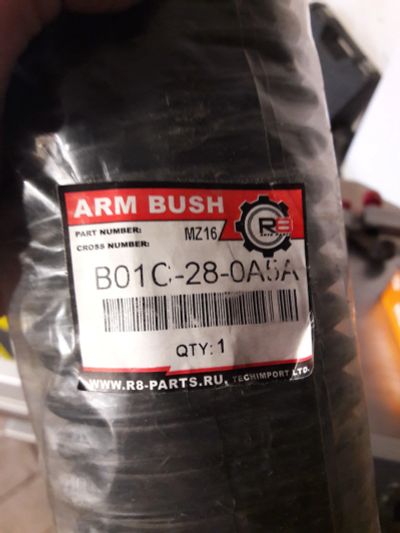 ARM BUSH
PART NUMBER: MZ16
CROSS NUMBER:
R8
B01C-28-0A5A
QTY: 1
WWW.R8-PARTS.RU, TECHIMPORT LTD.